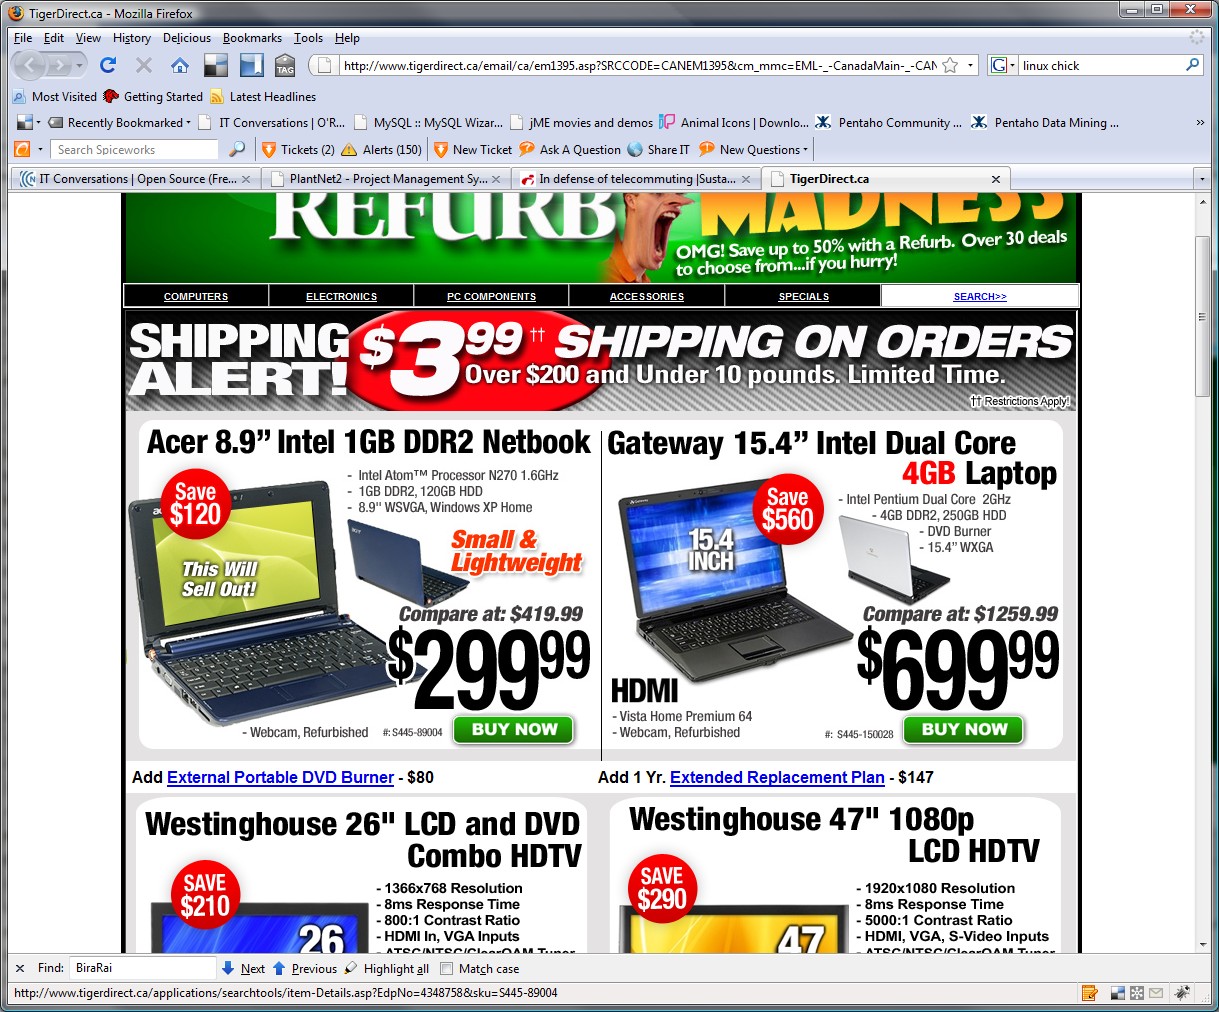 TigerDirect.ca - Mozilla Firefox
File Edit View History Delicious Bookmarks Tools Help
http://www.tigerdirect.ca/email/ca/em1395.asp?SRCCODE=CANEM1395&cm_mmc=EML-_-CanadaMain-_-CAN
linux chick
Most Visited Getting Started Latest Headlines
Recently Bookmarked IT Conversations | O'R... MySQL :: MySQL Wizar... jME movies and demos Animal Icons | Downlo... Pentaho Community ... Pentaho Data Mining ...
Search Spiceworks Tickets (2) Alerts (150) New Ticket Ask A Question Share IT New Questions
IT Conversations | Open Source (Fre... PlantNet2 - Project Management Sy... In defense of telecommuting |Susta... TigerDirect.ca
REFURB MADNESS
OMG! Save up to 50% with a Refurb. Over 30 deals
to choose from...if you hurry!
COMPUTERS ELECTRONICS PC COMPONENTS ACCESSORIES SPECIALS SEARCH>>
SHIPPING ALERT! $3.99 †† SHIPPING ON ORDERS
Over $200 and Under 10 pounds. Limited Time.
†† Restrictions Apply!
Acer 8.9” Intel 1GB DDR2 Netbook
Save $120
- Intel Atom™ Processor N270 1.6GHz
- 1GB DDR2, 120GB HDD
- 8.9" WSVGA, Windows XP Home
Small &
Lightweight
This Will
Sell Out!
acer
Compare at: $419.99
$299.99
- Webcam, Refurbished #: S445-89004 BUY NOW
Gateway 15.4” Intel Dual Core
4GB Laptop
Save $560
- Intel Pentium Dual Core 2GHz
- 4GB DDR2, 250GB HDD
- DVD Burner
- 15.4” WXGA
15.4
INCH
Compare at: $1259.99
$699.99
HDMI
- Vista Home Premium 64
- Webcam, Refurbished #: S445-150028 BUY NOW
Add External Portable DVD Burner - $80
Add 1 Yr. Extended Replacement Plan - $147
Westinghouse 26" LCD and DVD
Combo HDTV
SAVE
$210
- 1366x768 Resolution
- 8ms Response Time
- 800:1 Contrast Ratio
- HDMI In, VGA Inputs
- ATSC/NTSC/ClearQAM Tuner
26
Westinghouse 47" 1080p
LCD HDTV
SAVE
$290
- 1920x1080 Resolution
- 8ms Response Time
- 5000:1 Contrast Ratio
- HDMI, VGA, S-Video Inputs
- ATSC/NTSC/ClearQAM Tuner
47
Find: BiraRai Next Previous Highlight all Match case
http://www.tigerdirect.ca/applications/searchtools/item-Details.asp?EdpNo=4348758&sku=S445-89004